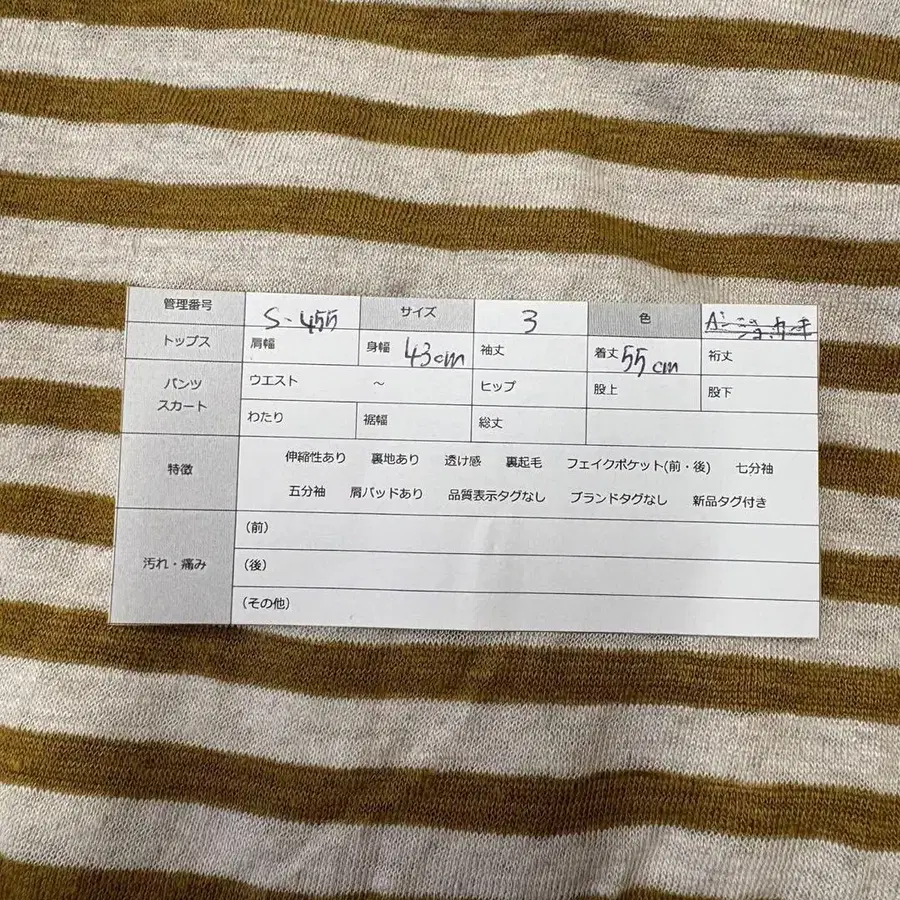 管理番号 S-455 サイズ 3 色
トップス 肩幅 身幅 43cm 袖丈 着丈 55cm 裄丈
パンツ
スカート
ウエスト ～ ヒップ 股上 股下
わたり 裾幅 総丈
特徴
伸縮性あり 裏地あり 透け感 裏起毛 フェイクポケット(前・後) 七分袖
五分袖 肩パッドあり 品質表示タグなし ブランドタグなし 新品タグ付き
汚れ・痛み
（前）
（後）
（その他）